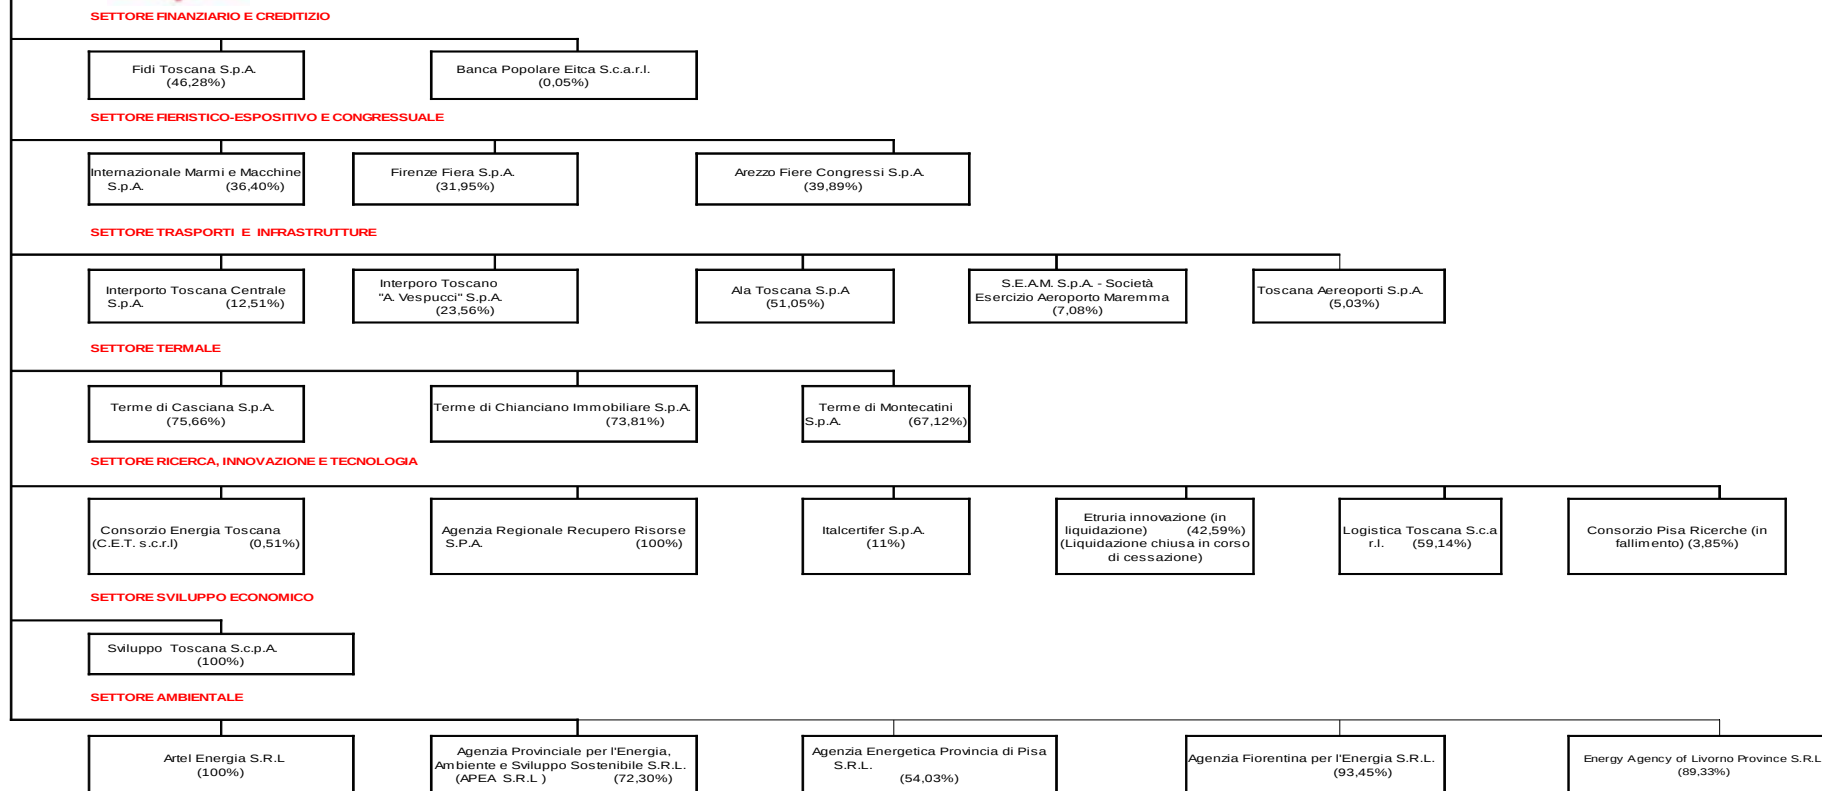 SETTORE FINANZIARIO E CREDITIZIO
Fidi Toscana S.p.A.
(46,28%)
Banca Popolare Eitca S.c.a.r.l.
(0,05%)
SETTORE FIERISTICO-ESPOSITIVO E CONGRESSUALE
Internazionale Marmi e Macchine
S.p.A. (36,40%)
Firenze Fiera S.p.A.
(31,95%)
Arezzo Fiere Congressi S.p.A.
(39,89%)
SETTORE TRASPORTI E INFRASTRUTTURE
Interporto Toscana Centrale
S.p.A. (12,51%)
Interporo Toscano
"A. Vespucci" S.p.A.
(23,56%)
Ala Toscana S.p.A
(51,05%)
S.E.A.M. S.p.A. - Società
Esercizio Aeroporto Maremma
(7,08%)
Toscana Aereoporti S.p.A.
(5,03%)
SETTORE TERMALE
Terme di Casciana S.p.A.
(75,66%)
Terme di Chianciano Immobiliare S.p.A.
(73,81%)
Terme di Montecatini
S.p.A. (67,12%)
SETTORE RICERCA, INNOVAZIONE E TECNOLOGIA
Consorzio Energia Toscana
(C.E.T. s.c.r.l) (0,51%)
Agenzia Regionale Recupero Risorse
S.P.A. (100%)
Italcertifer S.p.A.
(11%)
Etruria innovazione (in
liquidazione) (42,59%)
(Liquidazione chiusa in corso
di cessazione)
Logistica Toscana S.c.a
r.l. (59,14%)
Consorzio Pisa Ricerche (in
fallimento) (3,85%)
SETTORE SVILUPPO ECONOMICO
Sviluppo Toscana S.c.p.A.
(100%)
SETTORE AMBIENTALE
Artel Energia S.R.L
(100%)
Agenzia Provinciale per l'Energia,
Ambiente e Sviluppo Sostenibile S.R.L.
(APEA S.R.L ) (72,30%)
Agenzia Energetica Provincia di Pisa
S.R.L.
(54,03%)
Agenzia Fiorentina per l'Energia S.R.L.
(93,45%)
Energy Agency of Livorno Province S.R.L
(89,33%)